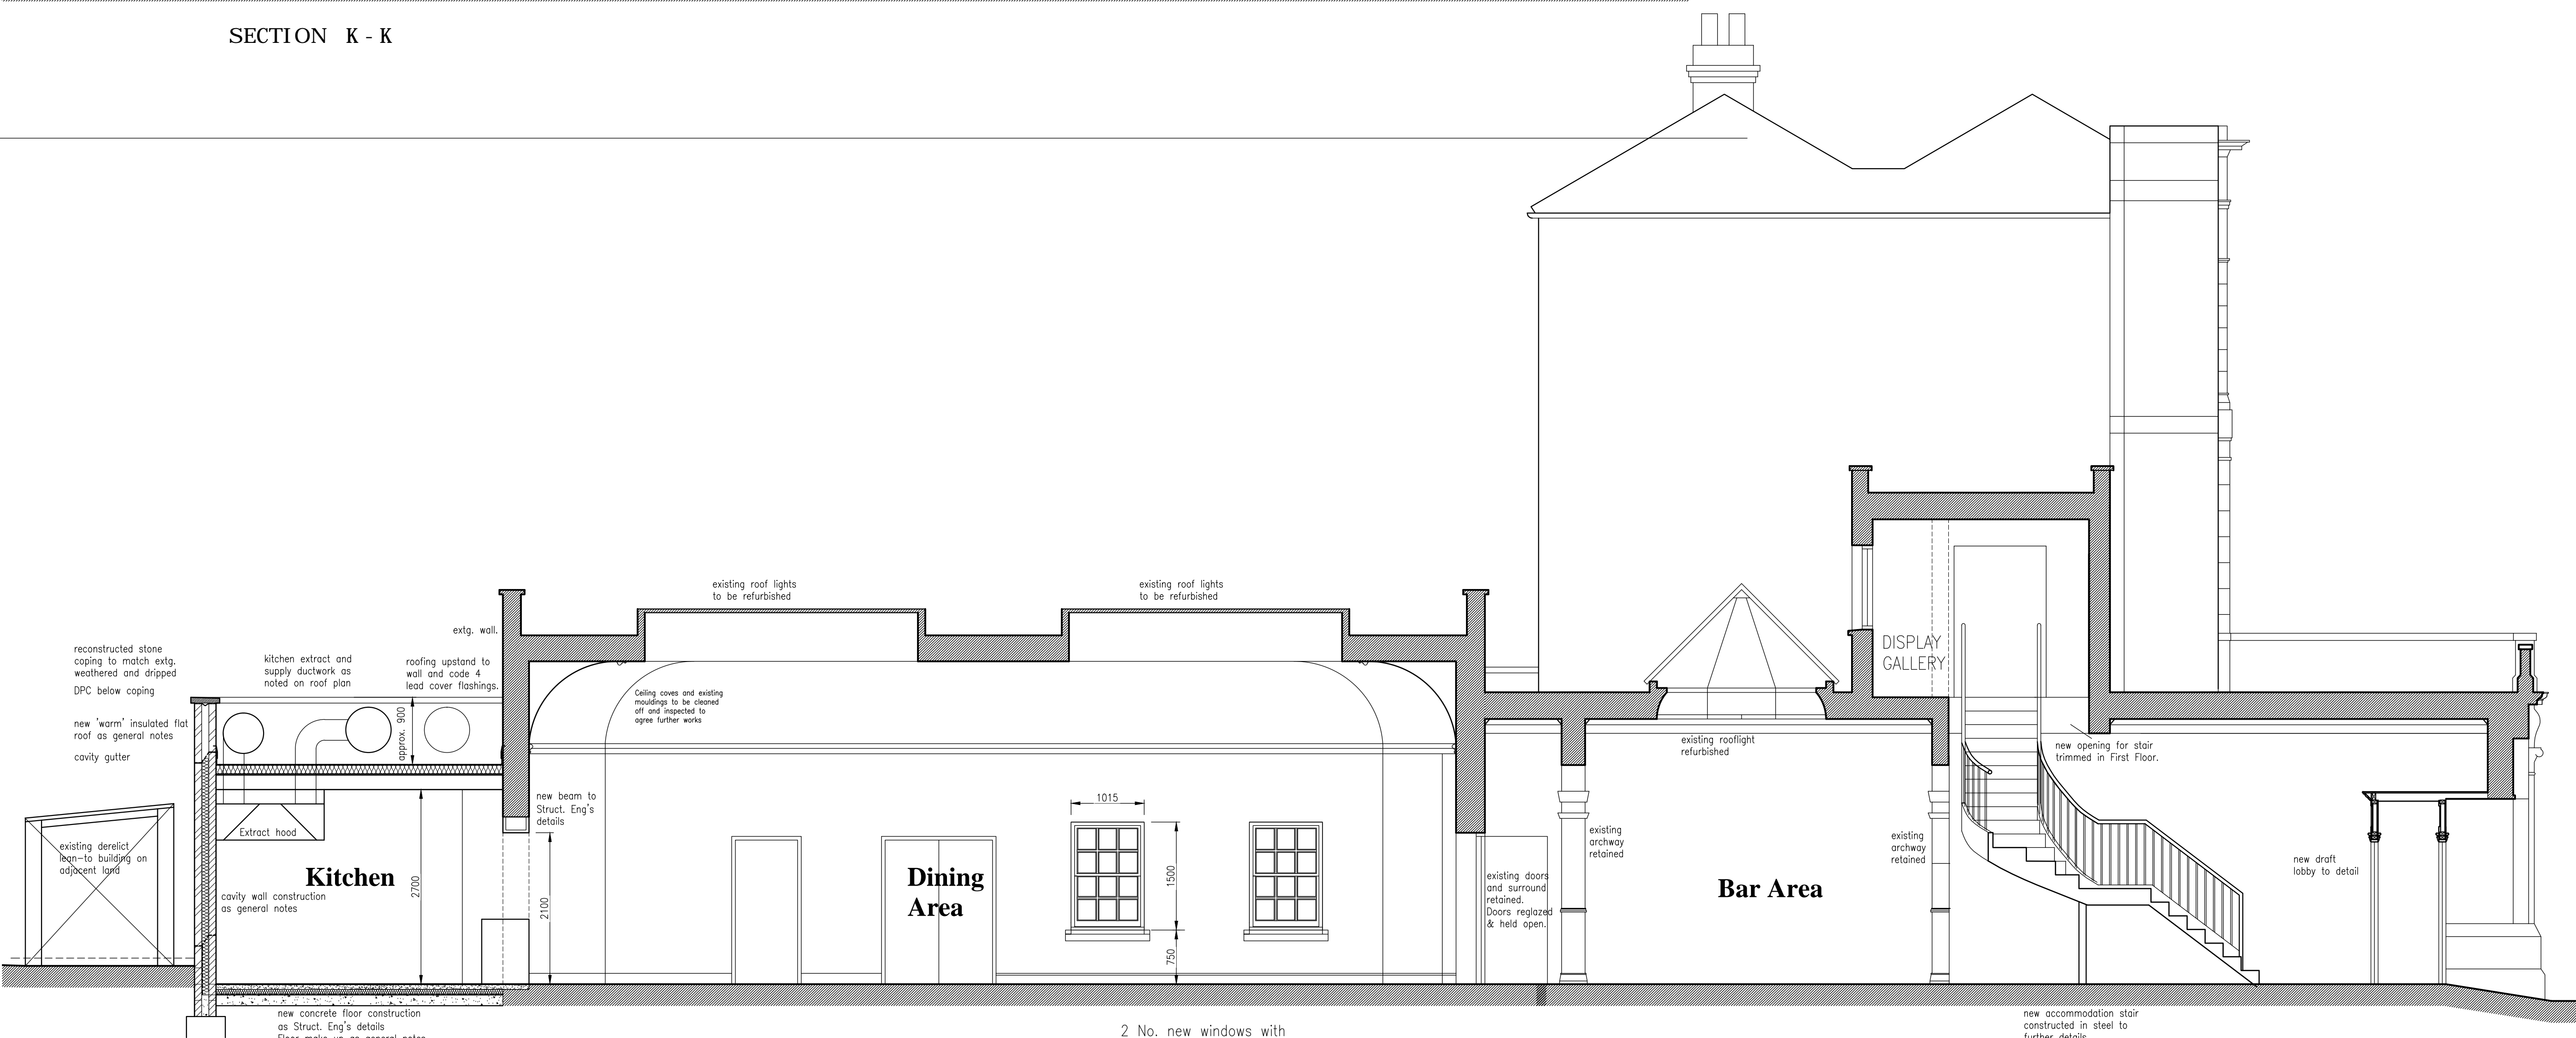 SECTION K - K
existing roof lights
to be refurbished
existing roof lights
to be refurbished
extg. wall.
reconstructed stone
coping to match extg.
weathered and dripped
DPC below coping
new 'warm' insulated flat
roof as general notes
cavity gutter
kitchen extract and
supply ductwork as
noted on roof plan
roofing upstand to
wall and code 4
lead cover flashings.
approx. 900
Ceiling coves and existing
mouldings to be cleaned
off and inspected to
agree further works
DISPLAY
GALLERY
existing rooflight
refurbished
new opening for stair
trimmed in First Floor.
new beam to
Struct. Eng's
details
1015
Extract hood
existing derelict
lean-to building on
adjacent land
Kitchen
cavity wall construction
as general notes
2700
2100
Dining
Area
1500
750
existing doors
and surround
retained.
Doors reglazed
& held open.
existing
archway
retained
Bar Area
existing
archway
retained
new draft
lobby to detail
new concrete floor construction
as Struct. Eng's details
Floor make up as general notes
2 No. new windows with
new accommodation stair
constructed in steel to
further details